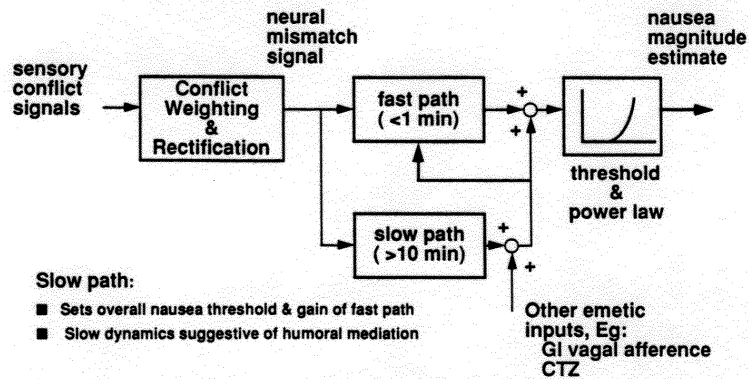 neural
mismatch
signal
nausea
magnitude
estimate
sensory
conflict
signals
Conflict
Weighting
&
Rectification
fast path
( <1 min)
+
+
threshold
&
power law
slow path
( >10 min)
+
+
Slow path:
■ Sets overall nausea threshold & gain of fast path
■ Slow dynamics suggestive of humoral mediation
Other emetic
inputs, Eg:
GI vagal afference
CTZ